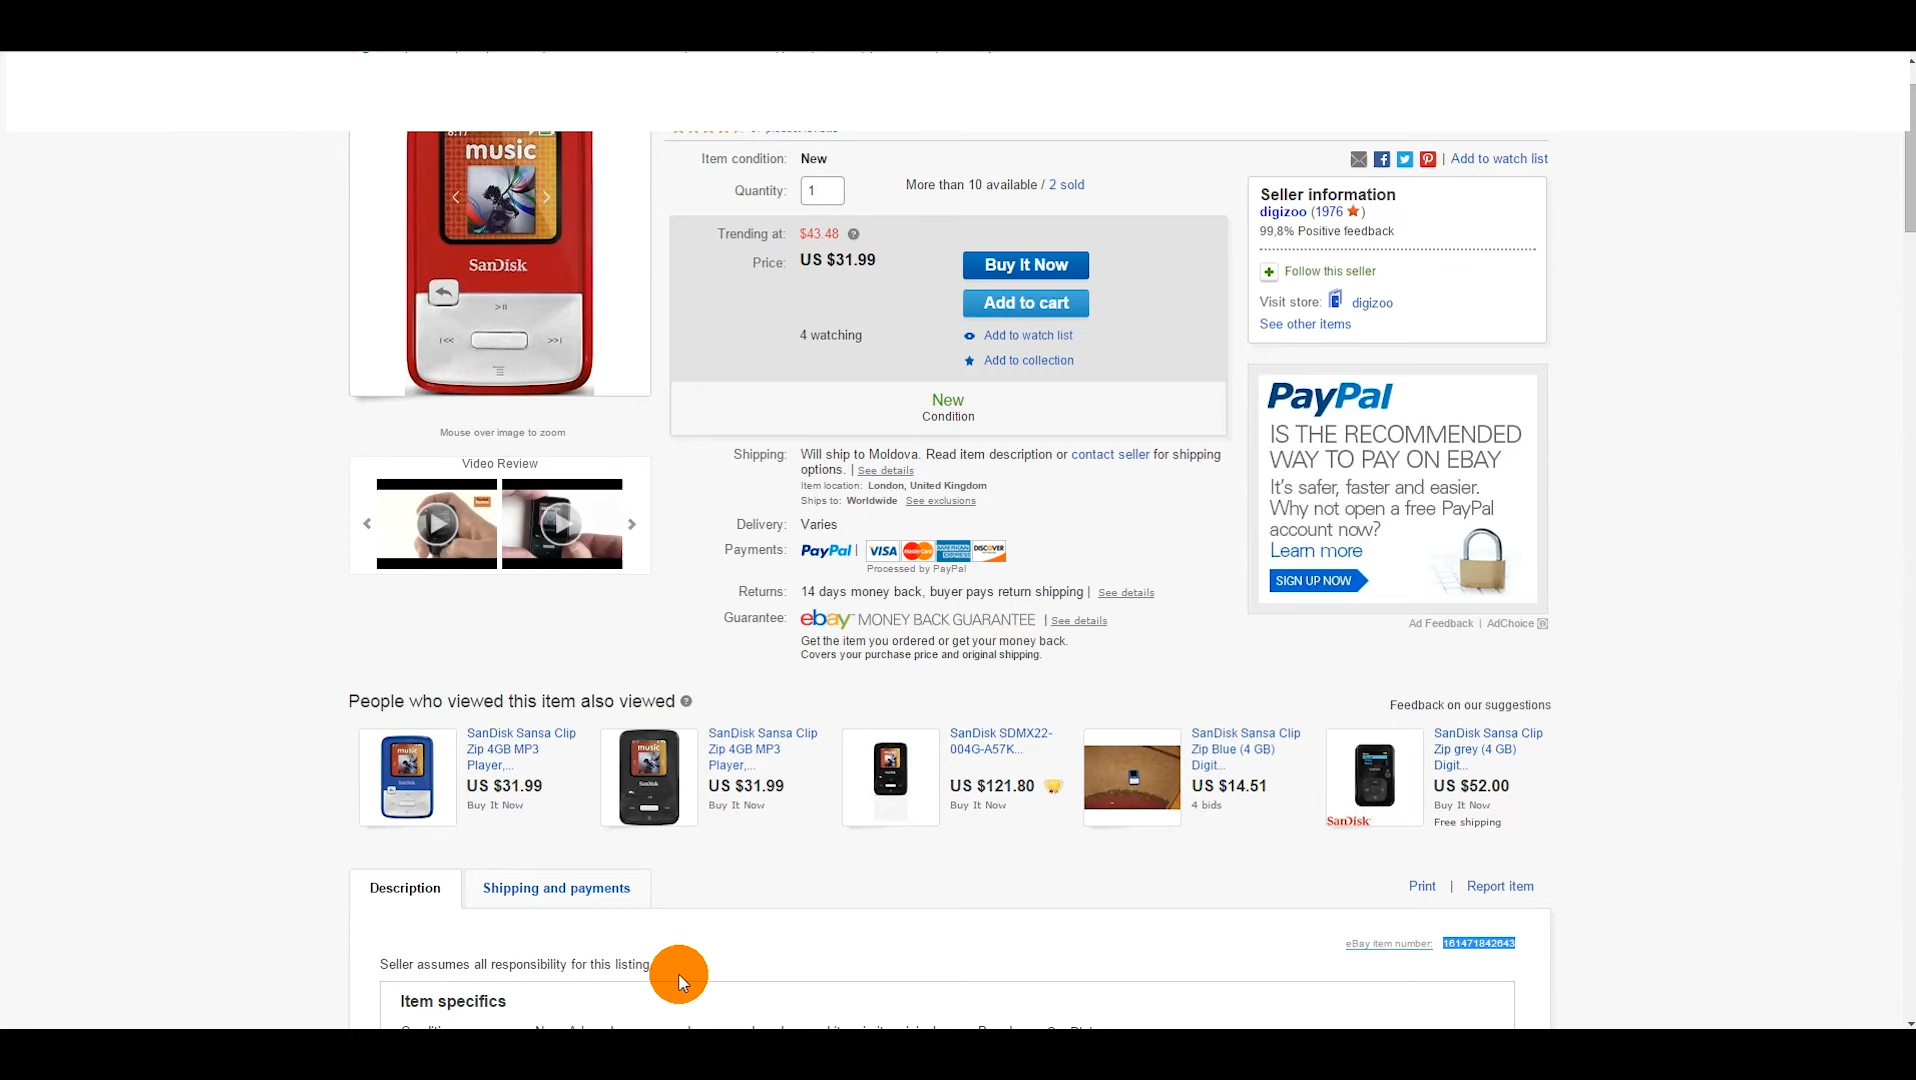 8:17
music
SanDisk
Item condition: New
Quantity: 1
More than 10 available / 2 sold
Trending at: $43.48
Price: US $31.99
Buy It Now
Add to cart
4 watching
Add to watch list
Add to collection
New
Condition
| Add to watch list
Seller information
digizoo (1976 )
99,8% Positive feedback
Follow this seller
Visit store: digizoo
See other items
PayPal
IS THE RECOMMENDED
WAY TO PAY ON EBAY
It's safer, faster and easier.
Why not open a free PayPal
account now?
Learn more
SIGN UP NOW
Ad Feedback | AdChoice
Mouse over image to zoom
Video Review
Shipping: Will ship to Moldova. Read item description or contact seller for shipping
options. | See details
Item location: London, United Kingdom
Ships to: Worldwide See exclusions
Delivery: Varies
Payments: PayPal | VISA MasterCard AMERICAN EXPRESS DISCOVER
Processed by PayPal
Returns: 14 days money back, buyer pays return shipping | See details
Guarantee: ebay MONEY BACK GUARANTEE | See details
Get the item you ordered or get your money back.
Covers your purchase price and original shipping.
People who viewed this item also viewed
Feedback on our suggestions
SanDisk Sansa Clip
Zip 4GB MP3
Player,...
US $31.99
Buy It Now
SanDisk Sansa Clip
Zip 4GB MP3
Player,...
US $31.99
Buy It Now
SanDisk SDMX22-
004G-A57K...
US $121.80
Buy It Now
SanDisk Sansa Clip
Zip Blue (4 GB)
Digit...
US $14.51
4 bids
SanDisk
SanDisk Sansa Clip
Zip grey (4 GB)
Digit...
US $52.00
Buy It Now
Free shipping
Description
Shipping and payments
Print | Report item
eBay item number: 161471842643
Seller assumes all responsibility for this listing.
Item specifics